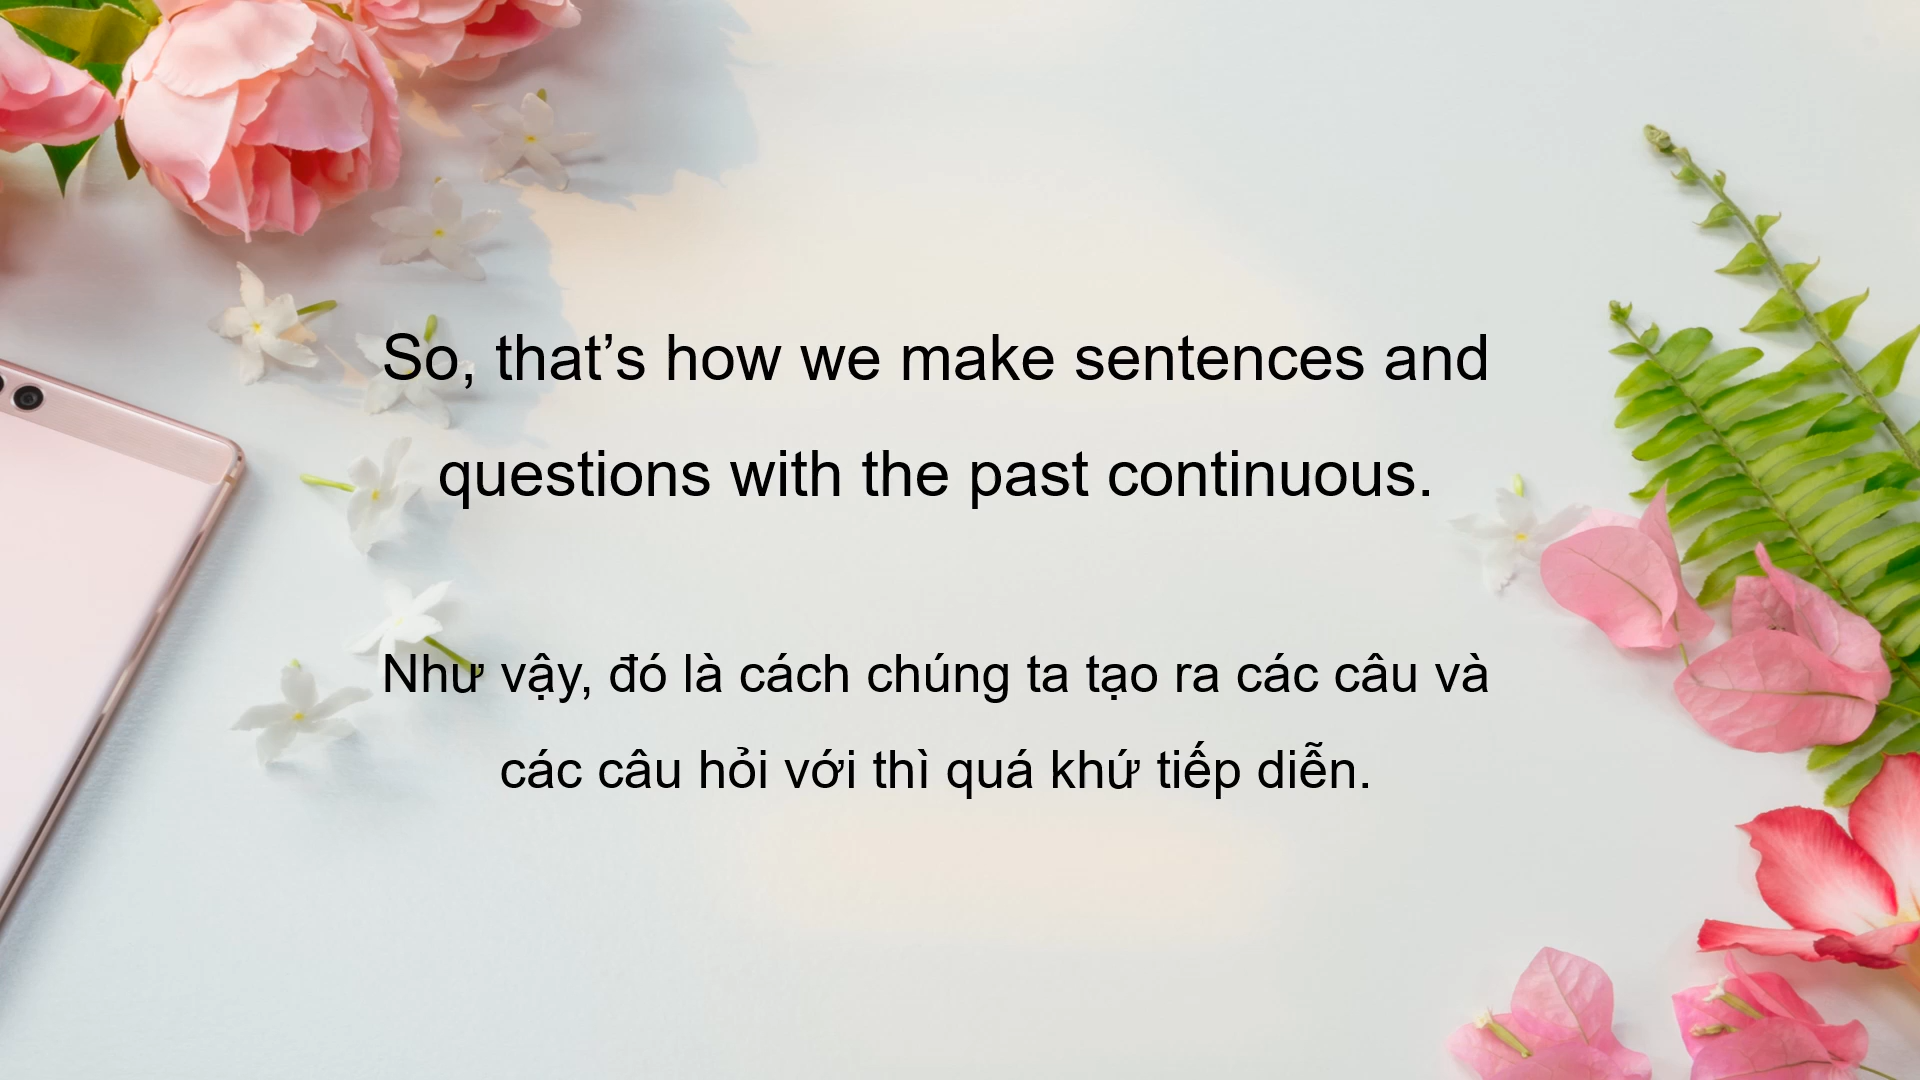 So, that’s how we make sentences and
questions with the past continuous.
Như vậy, đó là cách chúng ta tạo ra các câu và
các câu hỏi với thì quá khứ tiếp diễn.